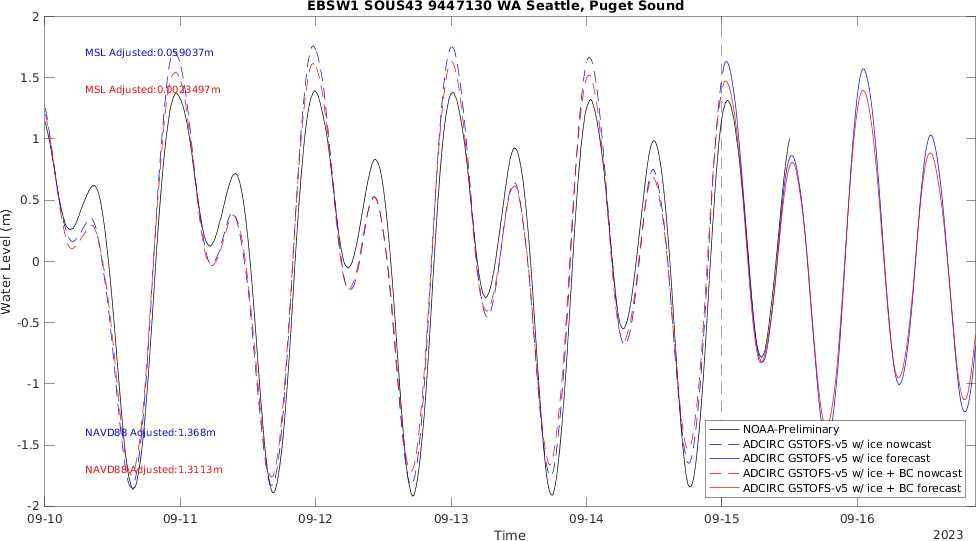 EBSW1 SOUS43 9447130 WA Seattle, Puget Sound
2
MSL Adjusted:0.059037m
1.5
MSL Adjusted:0.0073497m
1
0.5
0
Water Level (m)
-0.5
-1
NAVD88 Adjusted:1.368m
-1.5
NAVD88 Adjusted:1.3113m
-2
NOAA-Preliminary
ADCIRC GSTOFS-v5 w/ ice nowcast
ADCIRC GSTOFS-v5 w/ ice forecast
ADCIRC GSTOFS-v5 w/ ice + BC nowcast
ADCIRC GSTOFS-v5 w/ ice + BC forecast
09-10 09-11 09-12 09-13 09-14 09-15 09-16
Time
2023